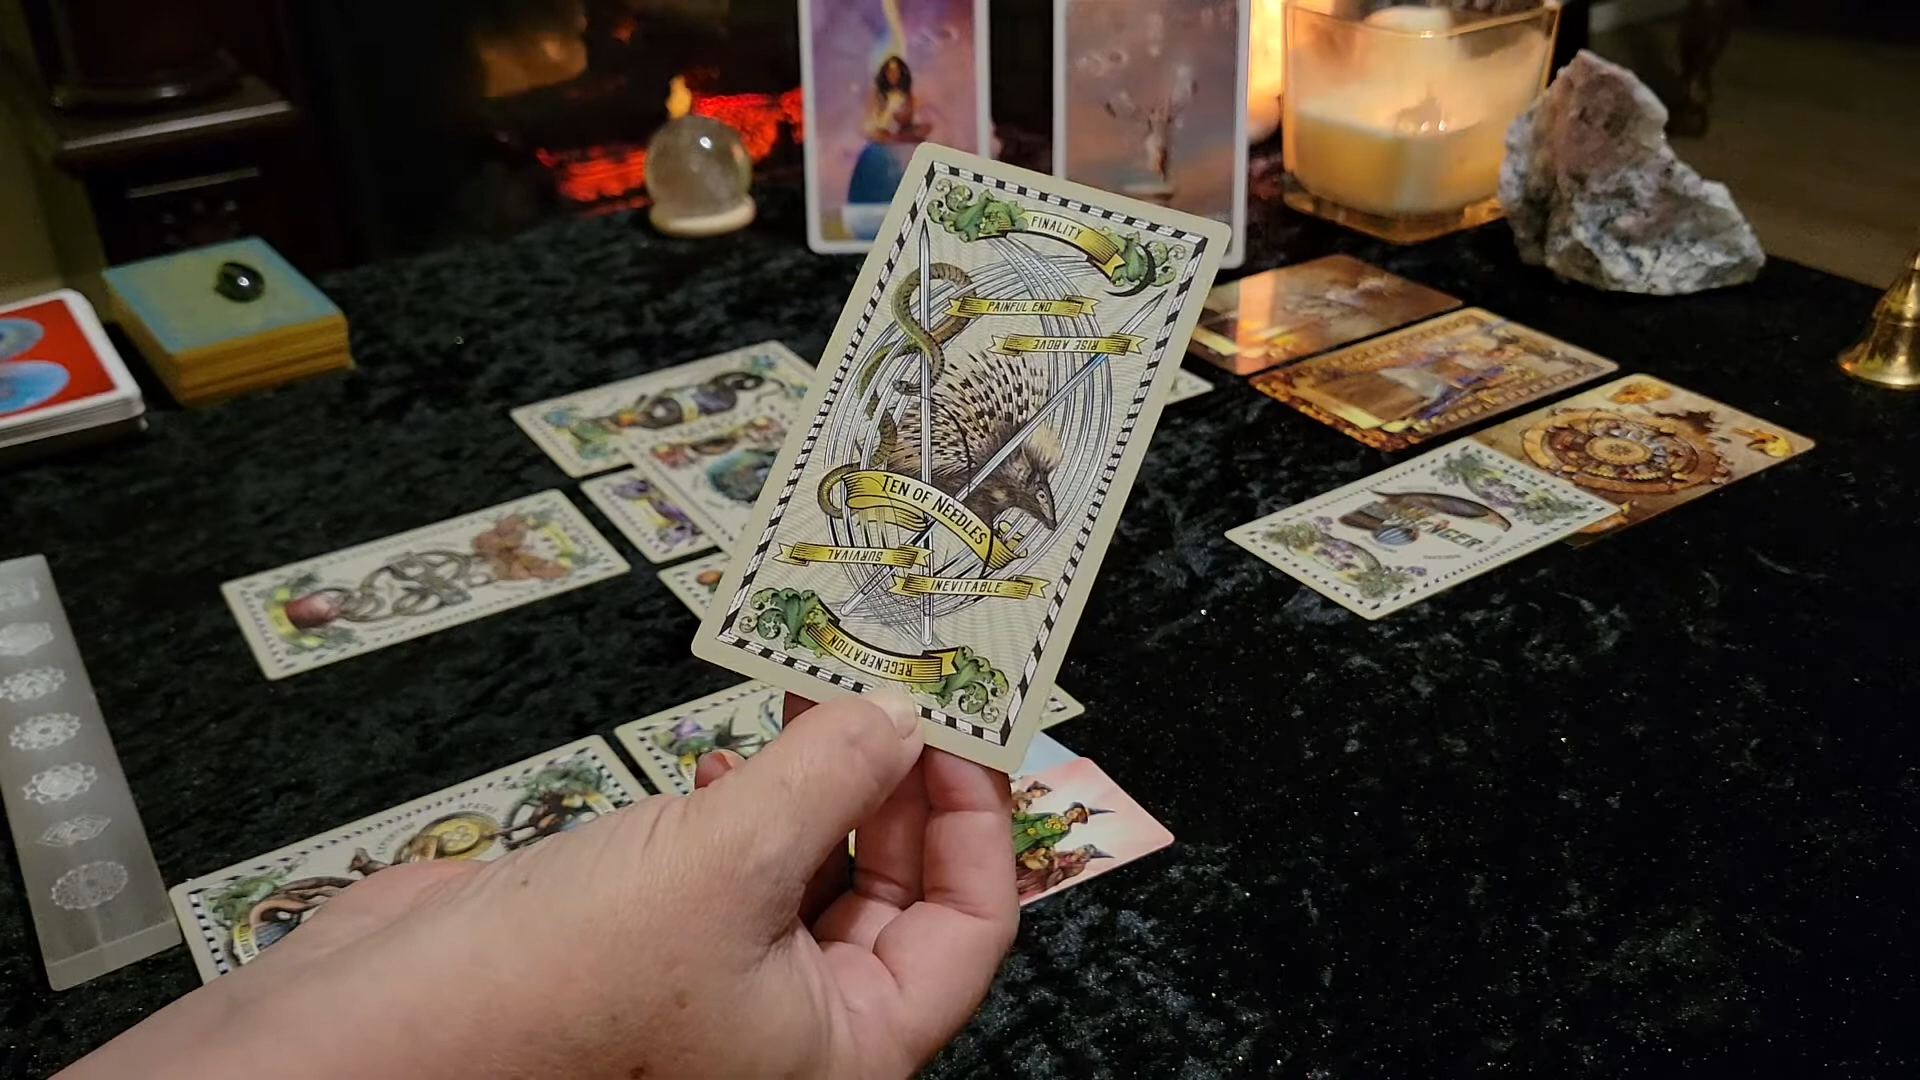 FINALITY
PAINFUL END
RISE ABOVE
TEN OF NEEDLES
SURVIVAL
INEVITABLE
REGENERATION